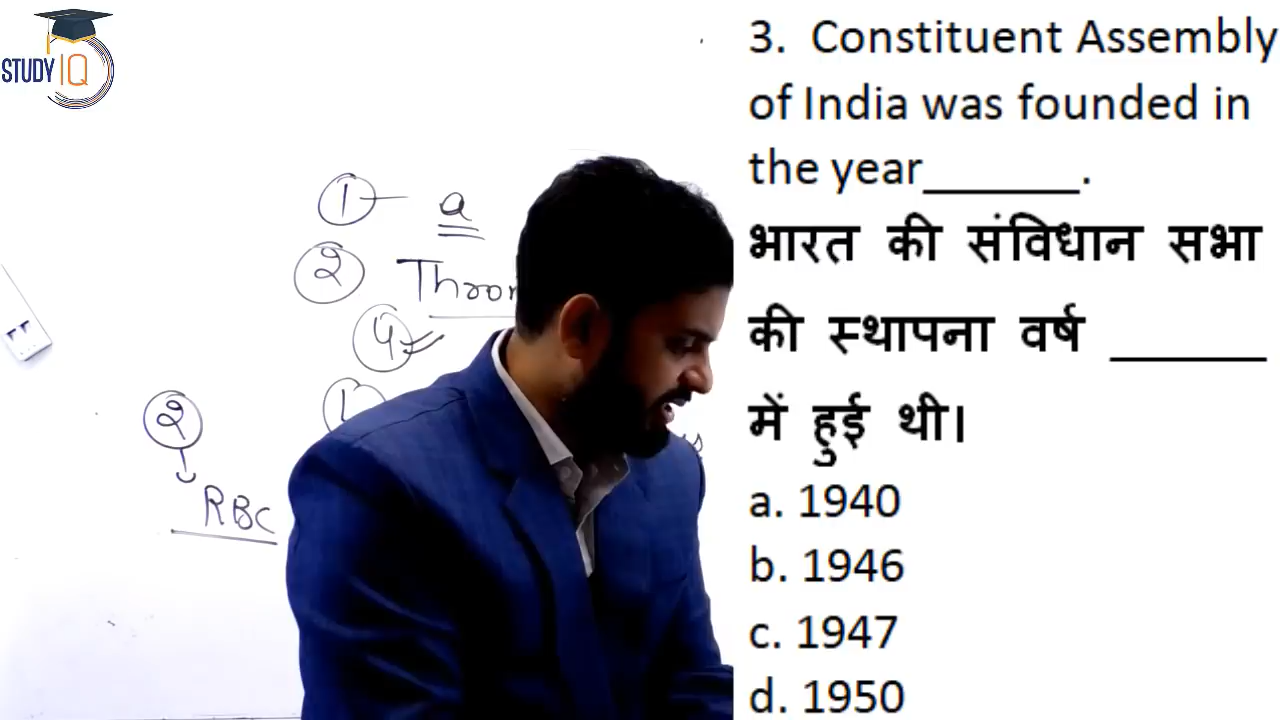 STUDY IQ
3. Constituent Assembly
of India was founded in
the year______.
भारत की संविधान सभा
की स्थापना वर्ष ______
में हुई थी।
a. 1940
b. 1946
c. 1947
d. 1950
1 — a
2
2
RBC